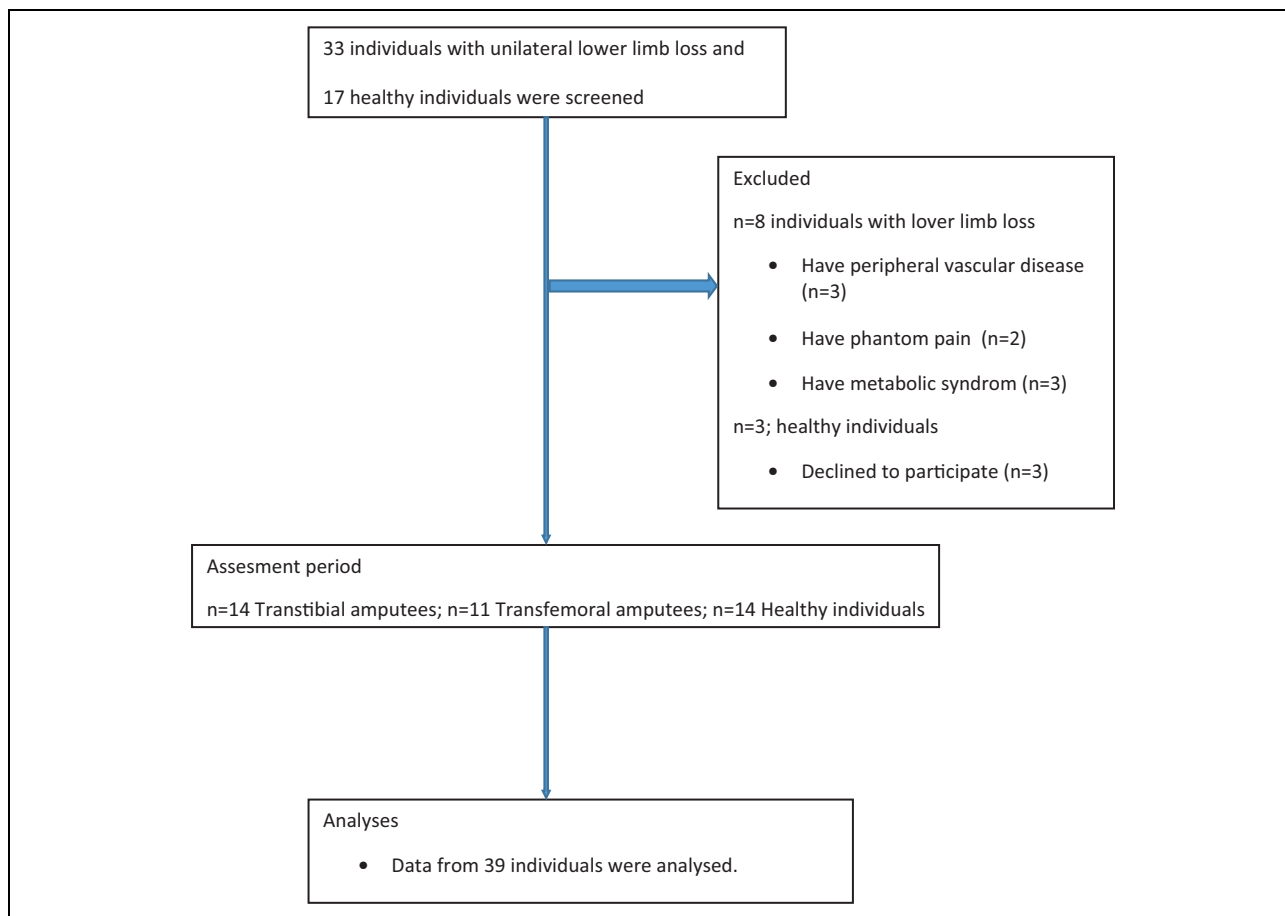 33 individuals with unilateral lower limb loss and
17 healthy individuals were screened
Excluded
n=8 individuals with lover limb loss
• Have peripheral vascular disease
(n=3)
• Have phantom pain (n=2)
• Have metabolic syndrom (n=3)
n=3; healthy individuals
• Declined to participate (n=3)
Assesment period
n=14 Transtibial amputees; n=11 Transfemoral amputees; n=14 Healthy individuals
Analyses
• Data from 39 individuals were analysed.